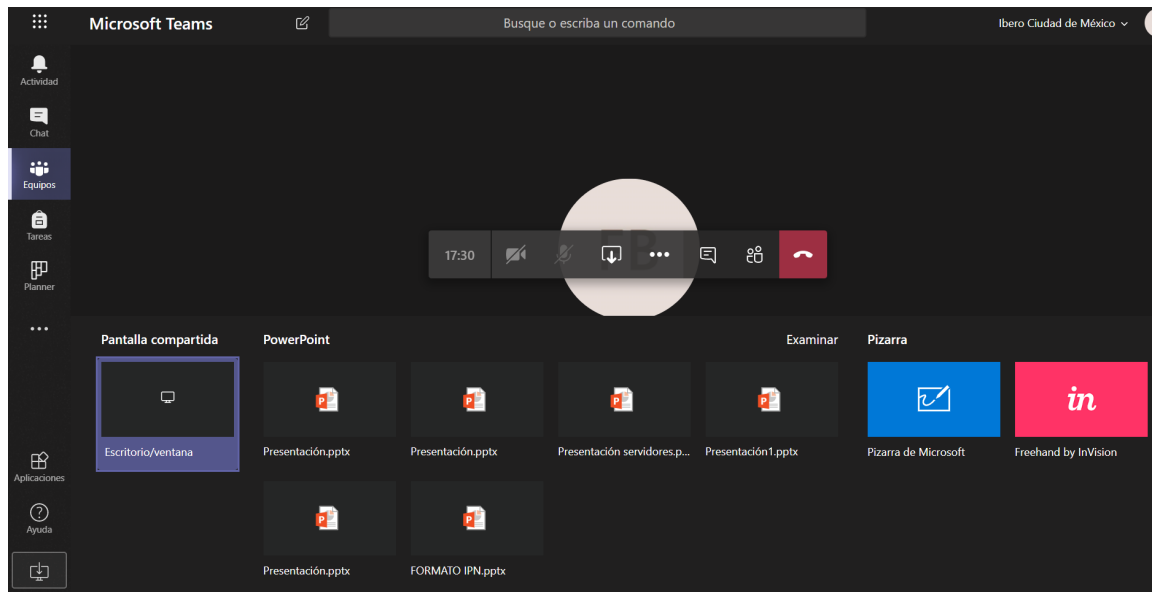 Microsoft Teams
Busque o escriba un comando
Ibero Ciudad de México
Actividad
Chat
Equipos
Tareas
Planner
Aplicaciones
Ayuda
17:30
FB
Pantalla compartida
PowerPoint
Examinar
Pizarra
in
Escritorio/ventana
Presentación.pptx
Presentación.pptx
Presentación servidores.p...
Presentación1.pptx
Pizarra de Microsoft
Freehand by InVision
Presentación.pptx
FORMATO IPN.pptx